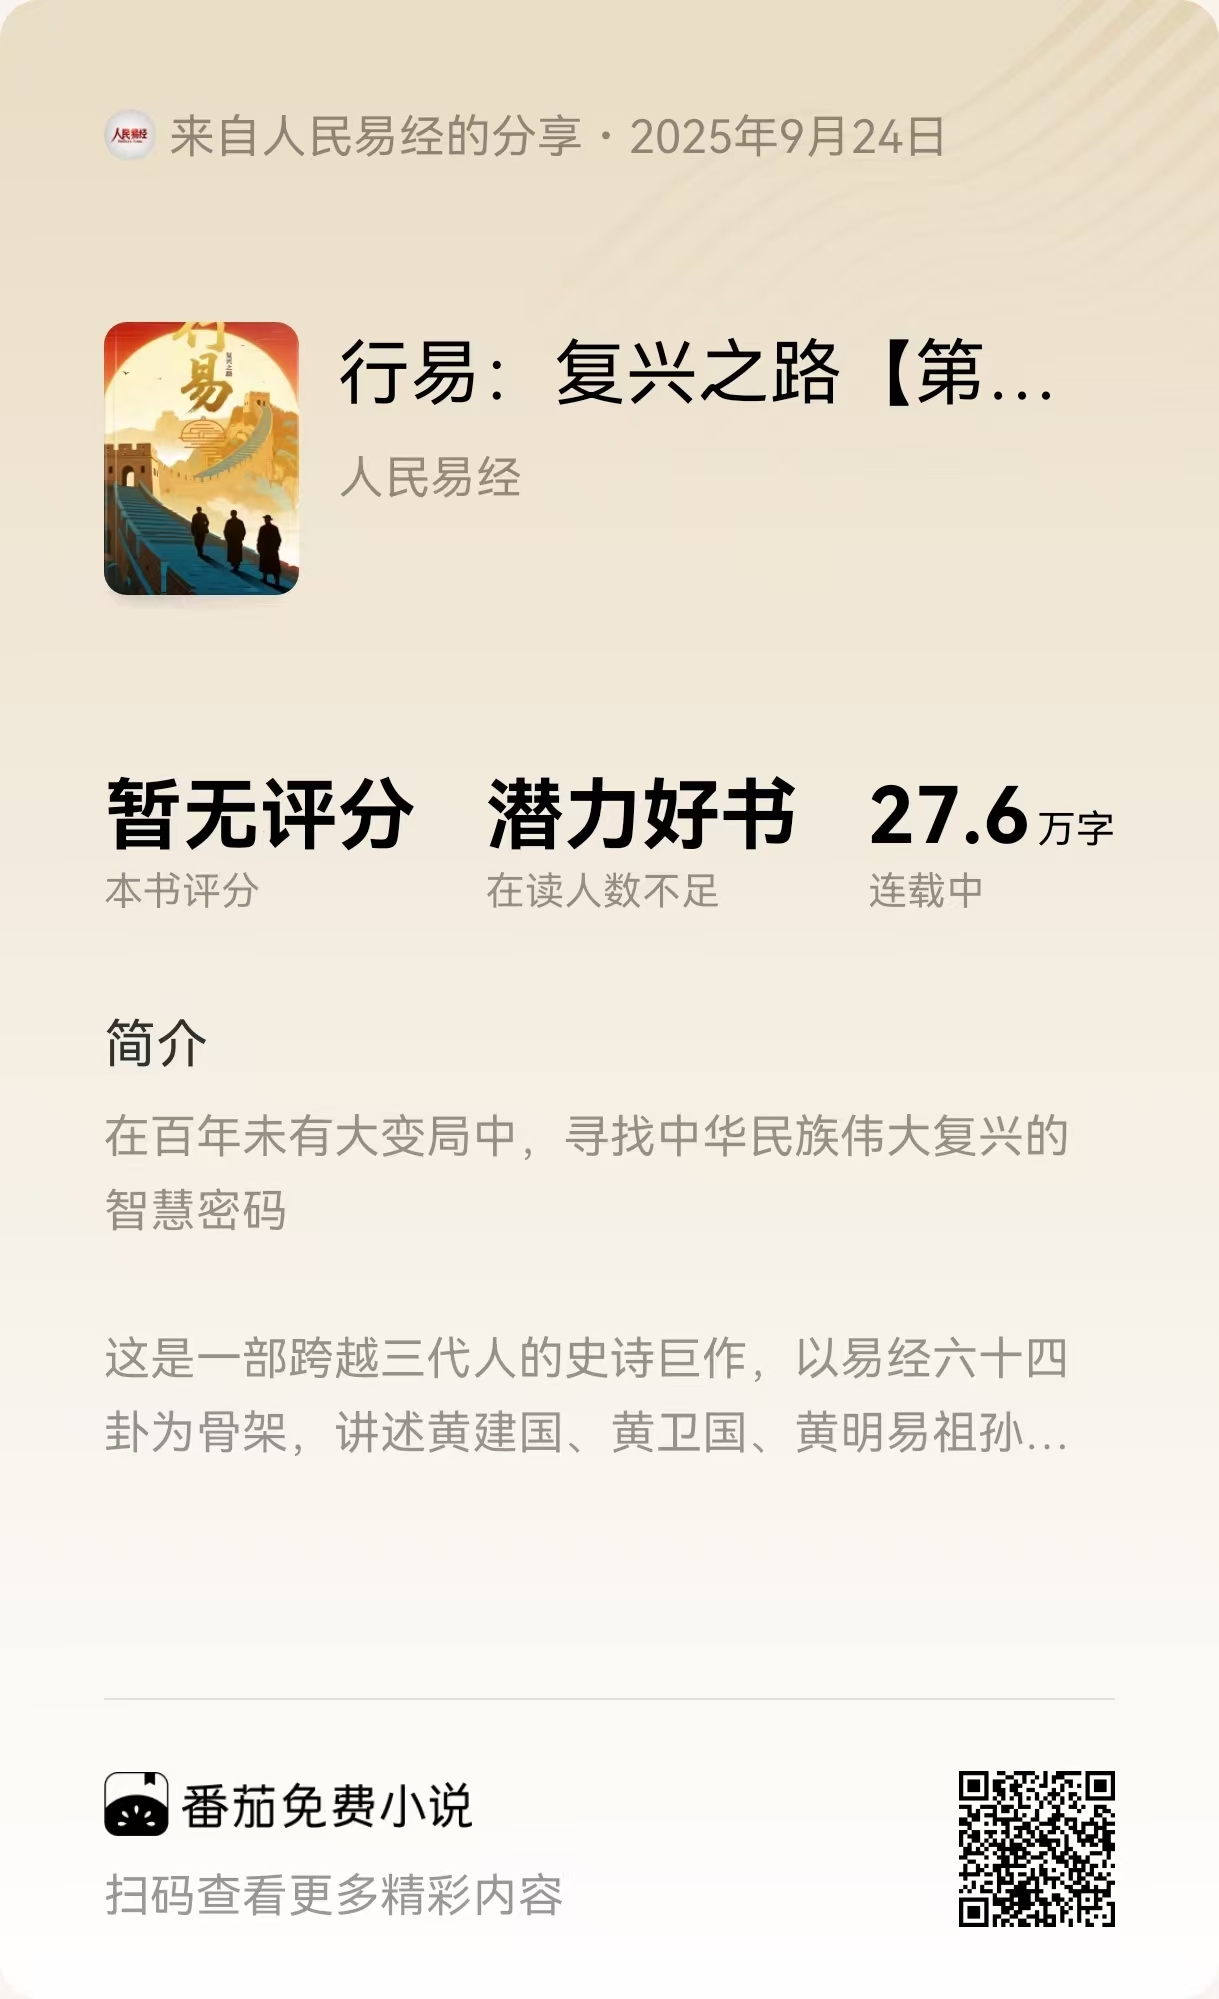 人民易经
来自人民易经的分享・2025年9月24日
行易
复兴之路
行易：复兴之路【第...
人民易经
暂无评分
本书评分
潜力好书
在读人数不足
27.6万字
连载中
简介
在百年未有大变局中，寻找中华民族伟大复兴的
智慧密码
这是一部跨越三代人的史诗巨作，以易经六十四
卦为骨架，讲述黄建国、黄卫国、黄明易祖孙...
番茄免费小说
扫码查看更多精彩内容